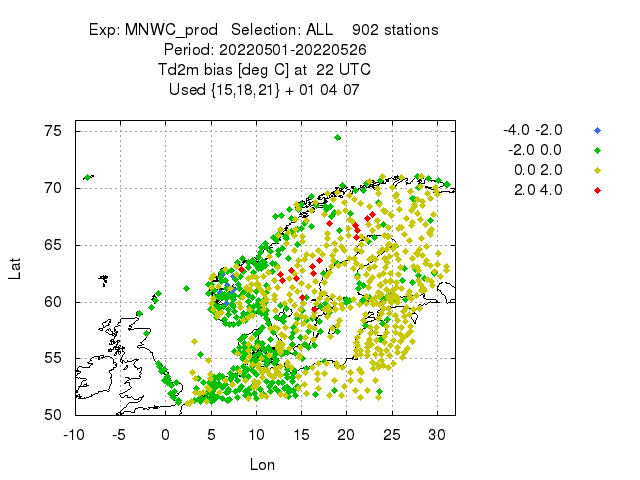 Exp: MNWC_prod   Selection: ALL    902 stations
Period: 20220501-20220526
Td2m bias [deg C] at  22 UTC
Used {15,18,21} + 01 04 07
-4.0 -2.0
-2.0 0.0
0.0 2.0
2.0 4.0
75
70
65
60
55
50
Lat
-10 -5 0 5 10 15 20 25 30
Lon